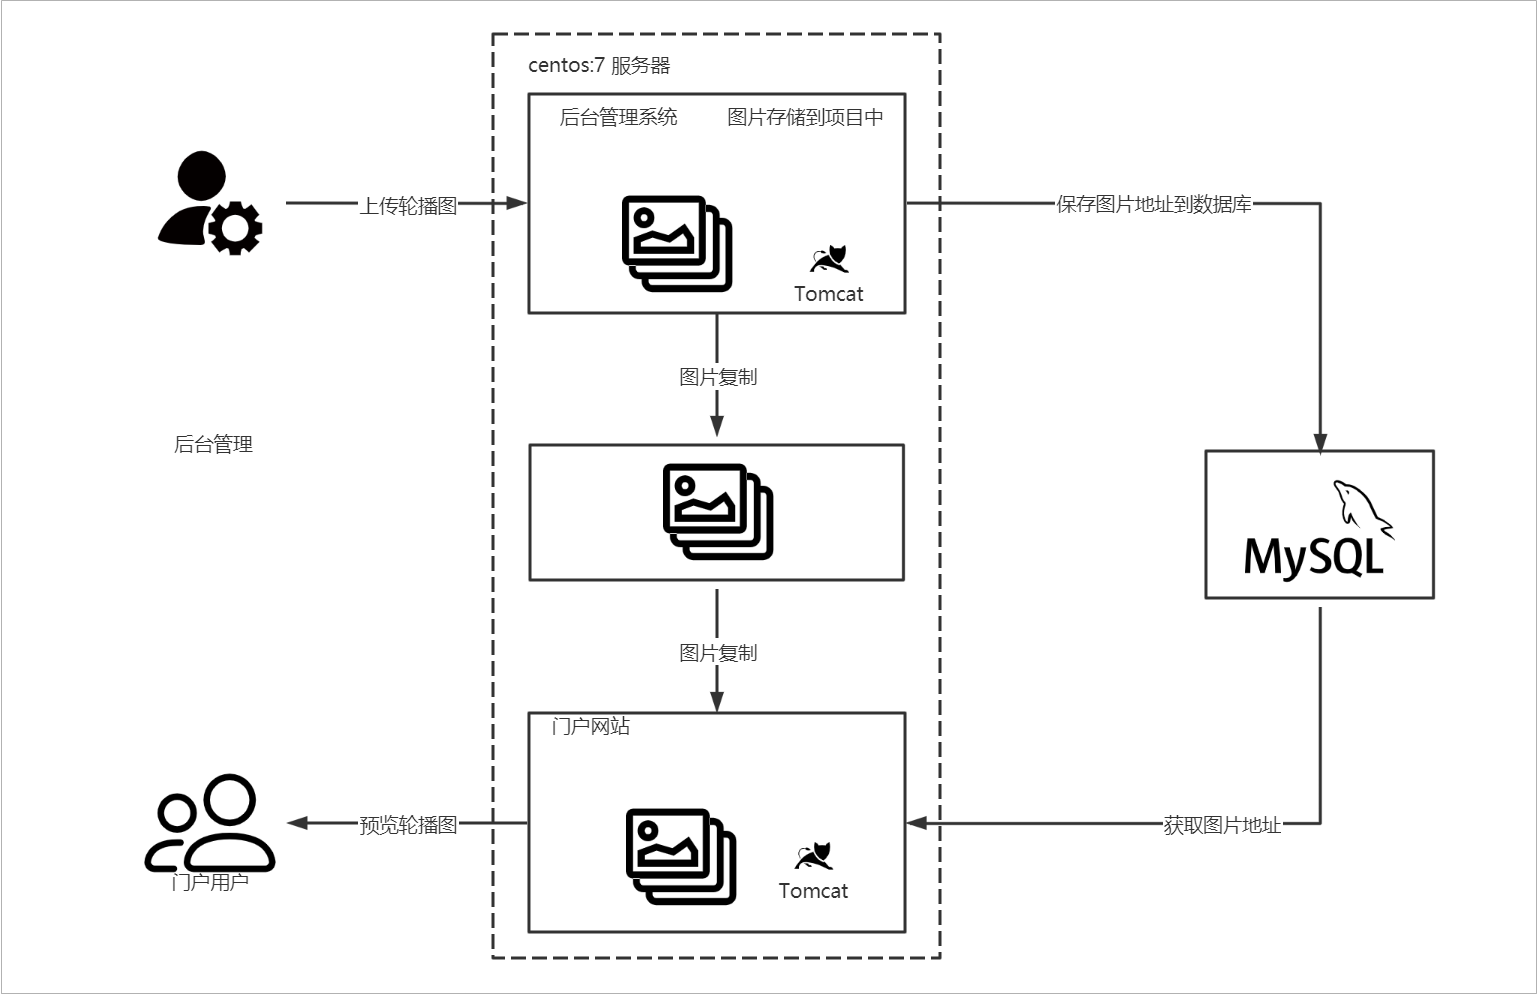 centos:7 服务器
后台管理系统
图片存储到项目中
上传轮播图
保存图片地址到数据库
Tomcat
图片复制
后台管理
MySQL
图片复制
门户网站
预览轮播图
获取图片地址
门户用户
Tomcat